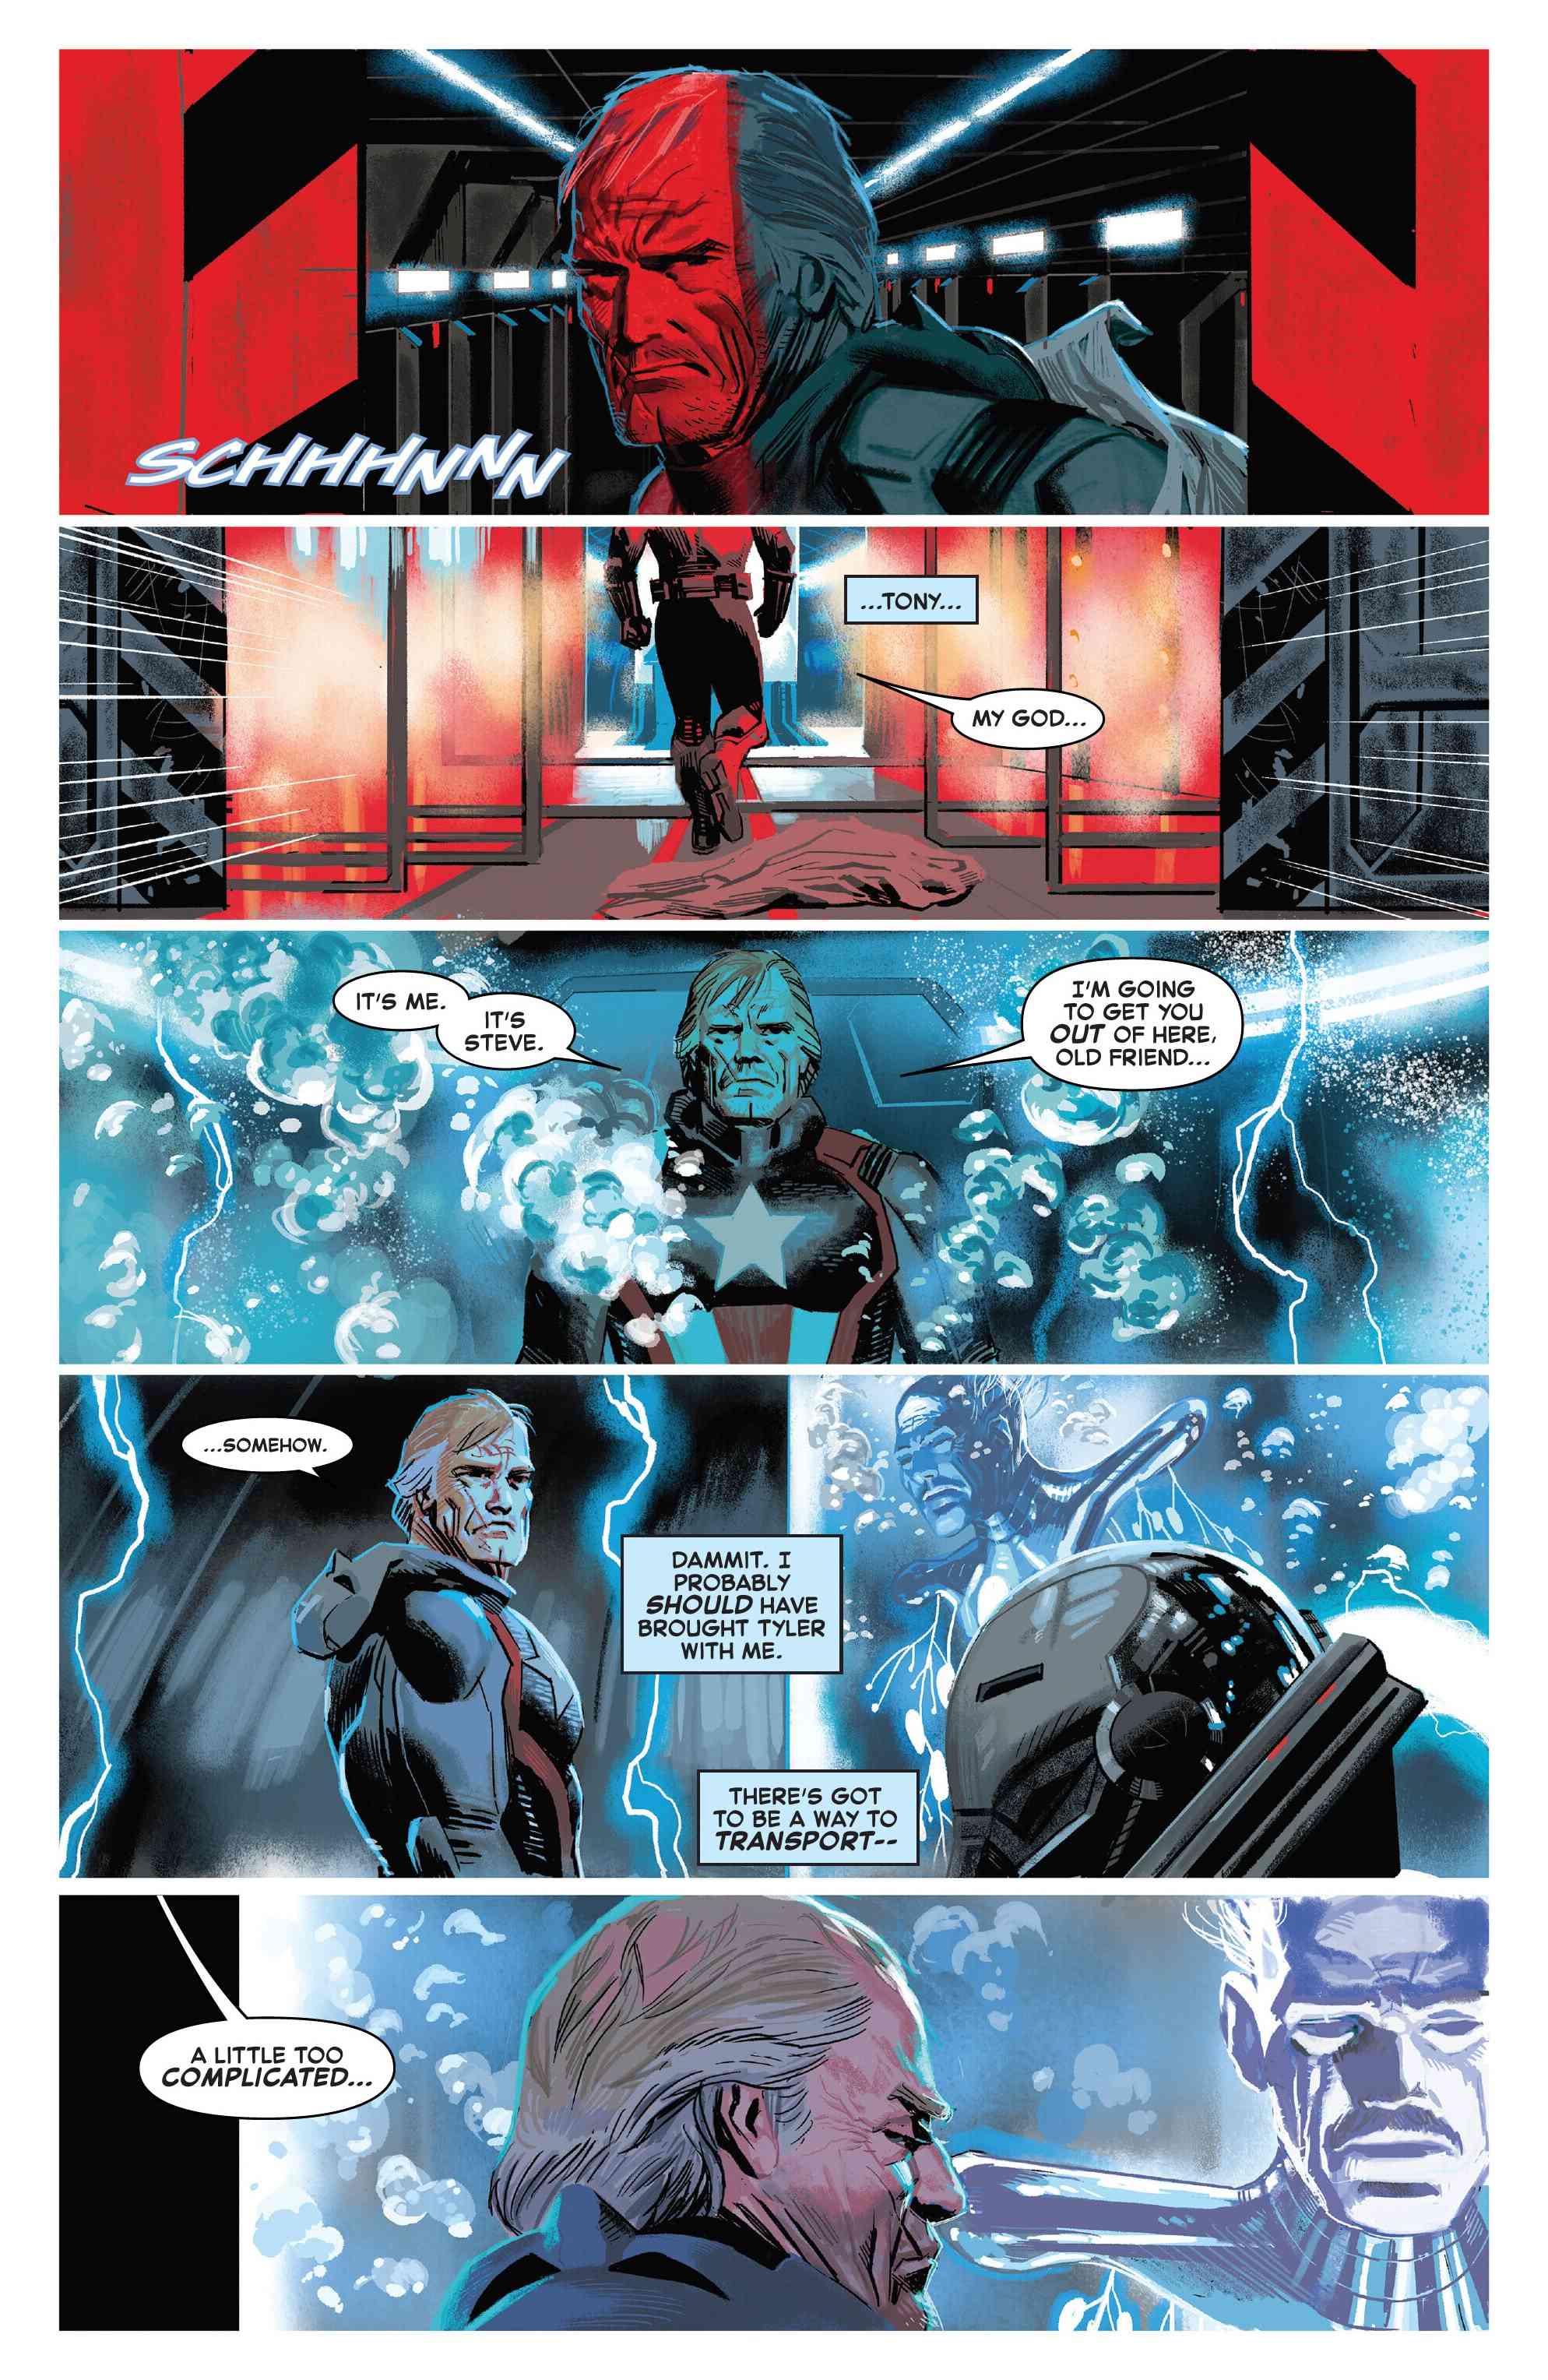 SCHHHNNN
...TONY...
MY GOD...
IT'S ME.
IT'S
STEVE.
I'M GOING
TO GET YOU
OUT OF HERE,
OLD FRIEND...
...SOMEHOW.
DAMMIT. I
PROBABLY
SHOULD HAVE
BROUGHT TYLER
WITH ME.
THERE'S GOT
TO BE A WAY TO
TRANSPORT--
A LITTLE TOO
COMPLICATED...